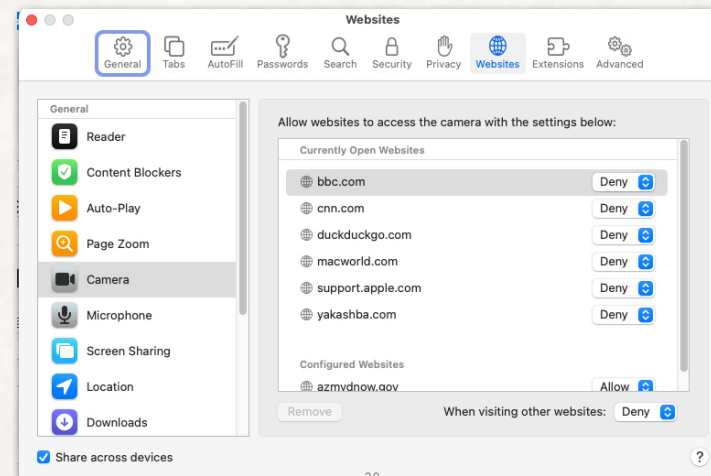 Websites
General Tabs AutoFill Passwords Search Security Privacy Websites Extensions Advanced
General
Reader
Content Blockers
Auto-Play
Page Zoom
Camera
Microphone
Screen Sharing
Location
Downloads
Allow websites to access the camera with the settings below:
Currently Open Websites
bbc.com Deny
cnn.com Deny
duckduckgo.com Deny
macworld.com Deny
support.apple.com Deny
yakashba.com Deny
Configured Websites
azmvdnow.gov Allow
Remove When visiting other websites: Deny
Share across devices ?